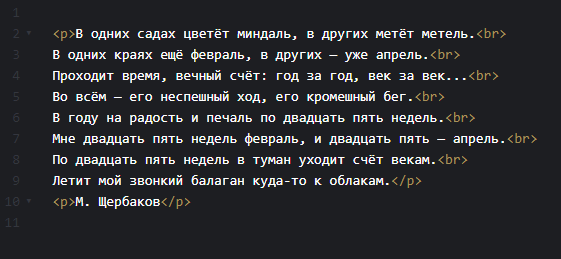 1
2 <p>В одних садах цветёт миндаль, в других метёт метель.<br>
3 В одних краях ещё февраль, в других – уже апрель.<br>
4 Проходит время, вечный счёт: год за год, век за век...<br>
5 Во всём – его неспешный ход, его кромешный бег.<br>
6 В году на радость и печаль по двадцать пять недель.<br>
7 Мне двадцать пять недель февраль, и двадцать пять – апрель.<br>
8 По двадцать пять недель в туман уходит счёт векам.<br>
9 Летит мой звонкий балаган куда-то к облакам.</p>
10 <p>М. Щербаков</p>
11